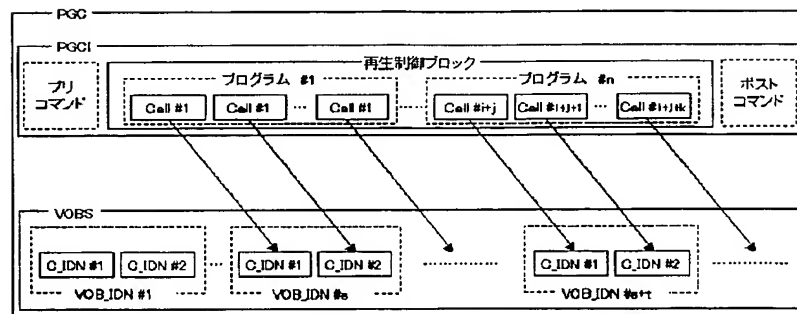 PGC
PGCI
再生制御ブロック
プリ
コマンド
プログラム #1
Cell #1 Cell #1 … Cell #1
プログラム #n
Cell #i+j Cell #i+j+1 … Cell #i+j+k
ポスト
コマンド
VOBS
C_IDN #1 C_IDN #2 … C_IDN #1 C_IDN #2 C_IDN #1 C_IDN #2
VOB_IDN #1
VOB_IDN #s
VOB_IDN #s+t